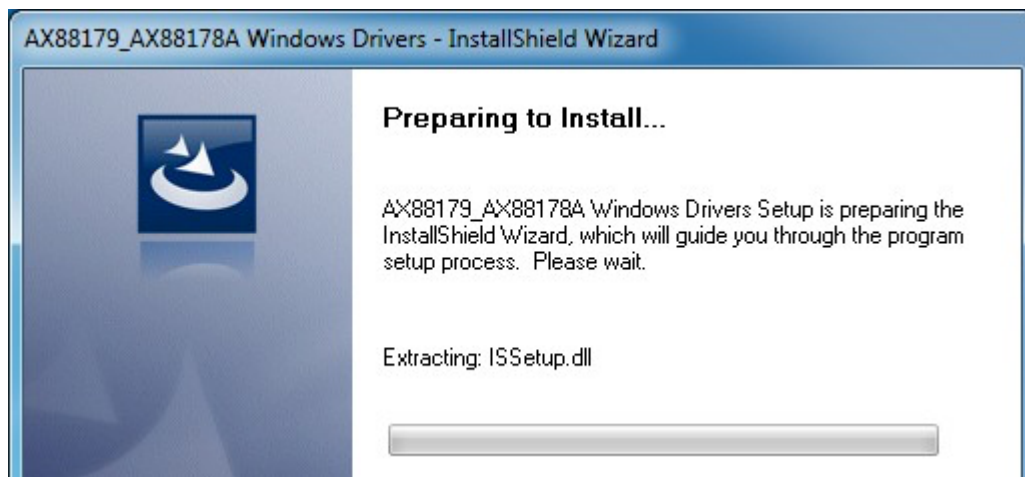 AX88179_AX88178A Windows Drivers - InstallShield Wizard
Preparing to Install...
AX88179_AX88178A Windows Drivers Setup is preparing the
InstallShield Wizard, which will guide you through the program
setup process.  Please wait.
Extracting: ISSetup.dll